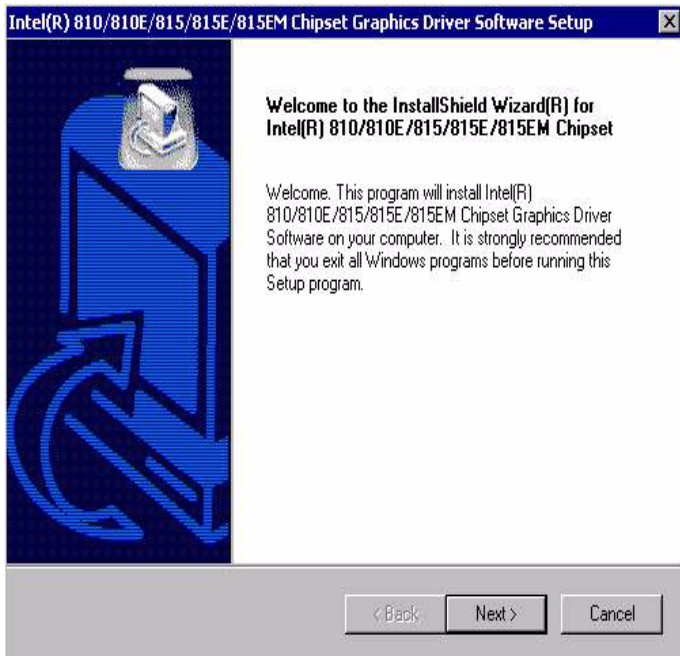 Intel(R) 810/810E/815/815E/815EM Chipset Graphics Driver Software Setup
Welcome to the InstallShield Wizard(R) for
Intel(R) 810/810E/815/815E/815EM Chipset
Welcome. This program will install Intel(R)
810/810E/815/815E/815EM Chipset Graphics Driver
Software on your computer. It is strongly recommended
that you exit all Windows programs before running this
Setup program.
< Back
Next >
Cancel